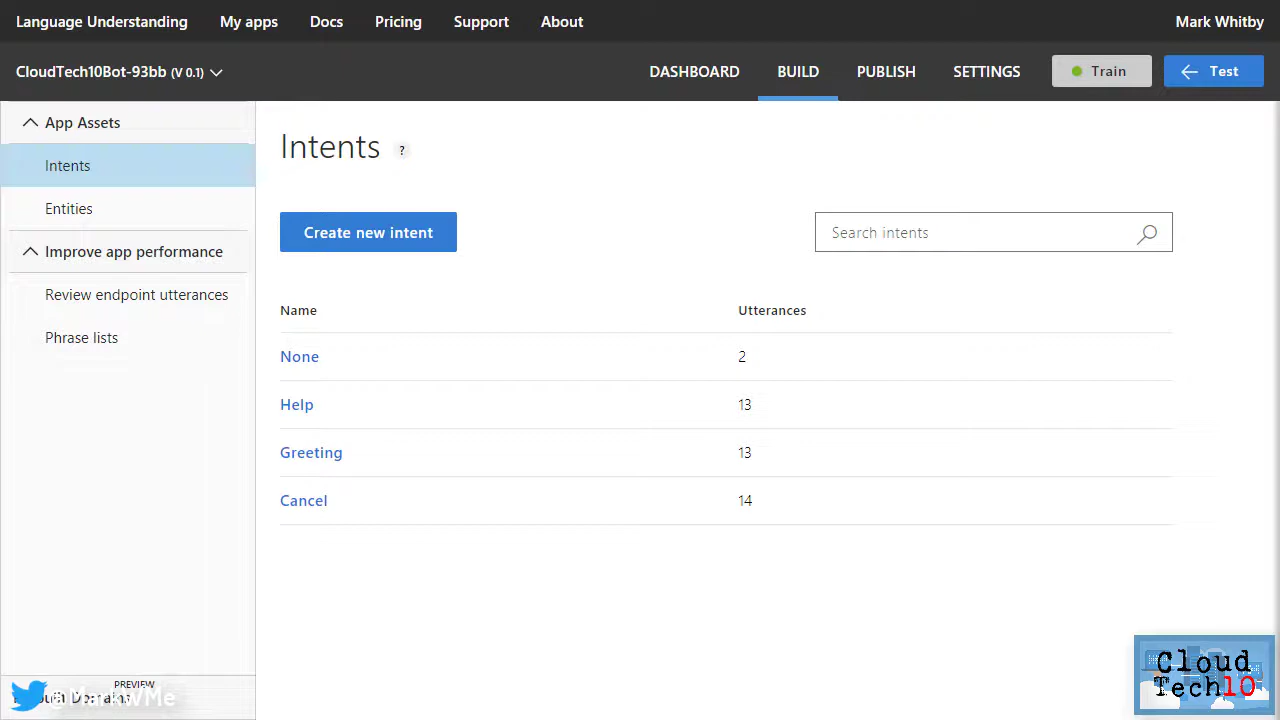 Language Understanding My apps Docs Pricing Support About Mark Whitby
CloudTech10Bot-93bb (V 0.1) DASHBOARD BUILD PUBLISH SETTINGS Train Test
App Assets
Intents
Entities
Improve app performance
Review endpoint utterances
Phrase lists
PREVIEW
@MarkWMe
Intents ?
Create new intent Search intents
Name Utterances
None 2
Help 13
Greeting 13
Cancel 14
Cloud
Tech10